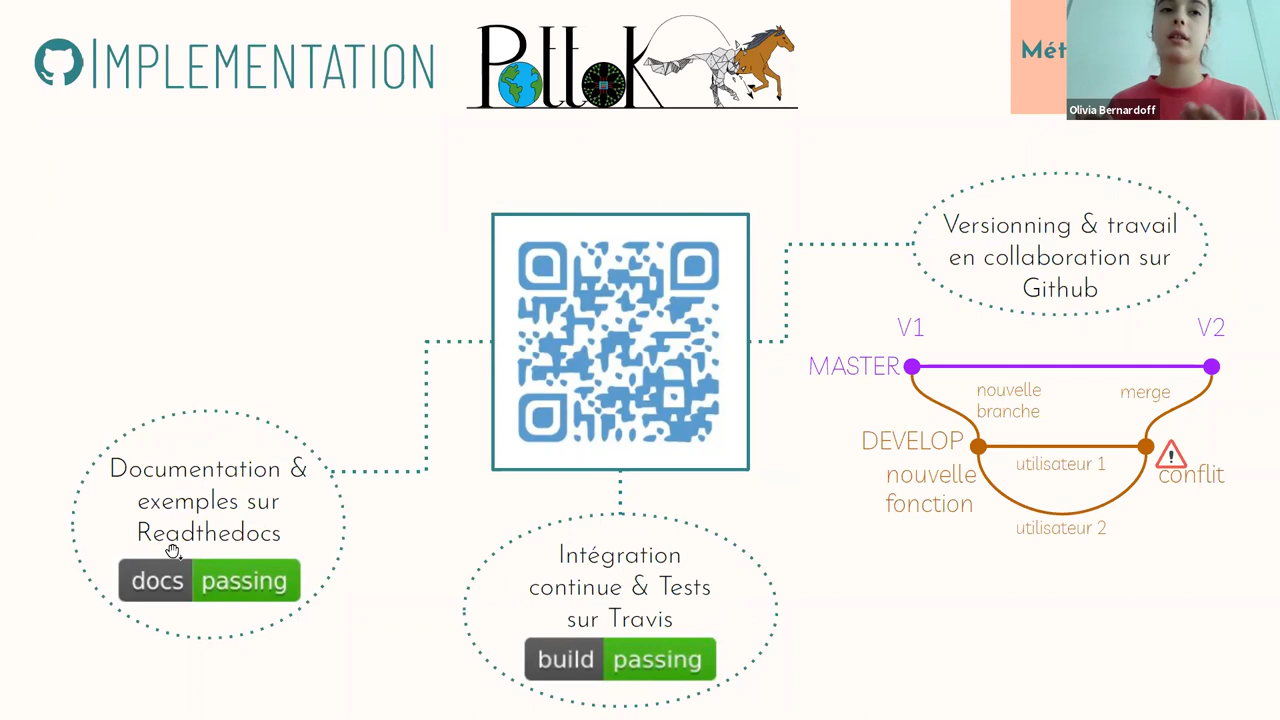 IMPLEMENTATION
Pottok
Mét
Olivia Bernardoff
Versionning & travail
en collaboration sur
Github
V1
V2
MASTER
nouvelle
branche
merge
DEVELOP
nouvelle
fonction
utilisateur 1
conflit
utilisateur 2
Documentation &
exemples sur
Readthedocs
docs passing
Intégration
continue & Tests
sur Travis
build passing